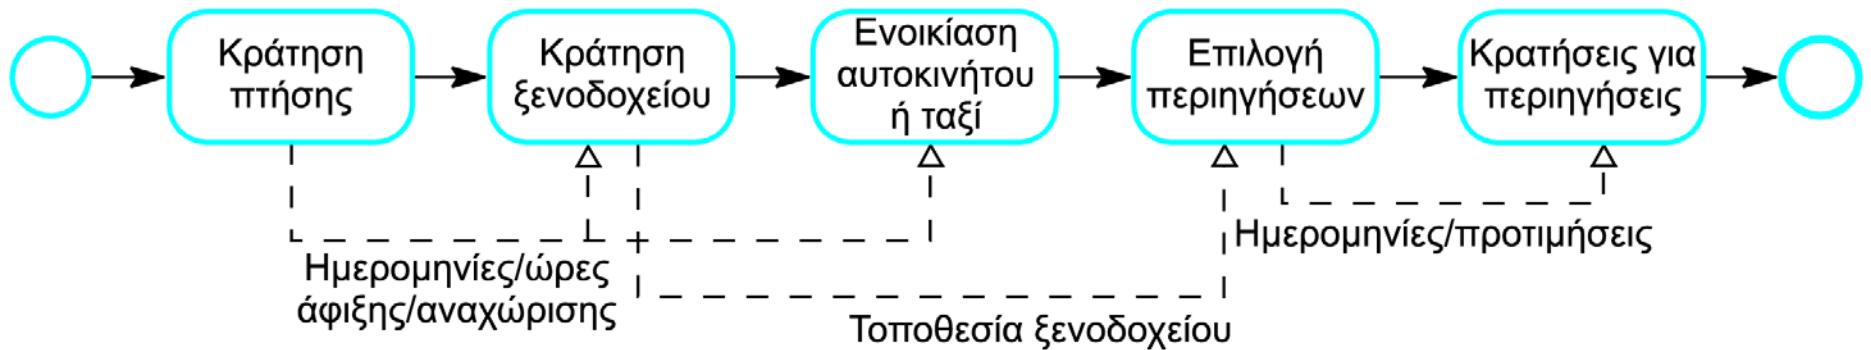 Κράτηση
πτήσης
Κράτηση
ξενοδοχείου
Ενοικίαση
αυτοκινήτου
ή ταξί
Επιλογή
περιηγήσεων
Κρατήσεις για
περιηγήσεις
Ημερομηνίες/ώρες
άφιξης/αναχώρισης
Τοποθεσία ξενοδοχείου
Ημερομηνίες/προτιμήσεις